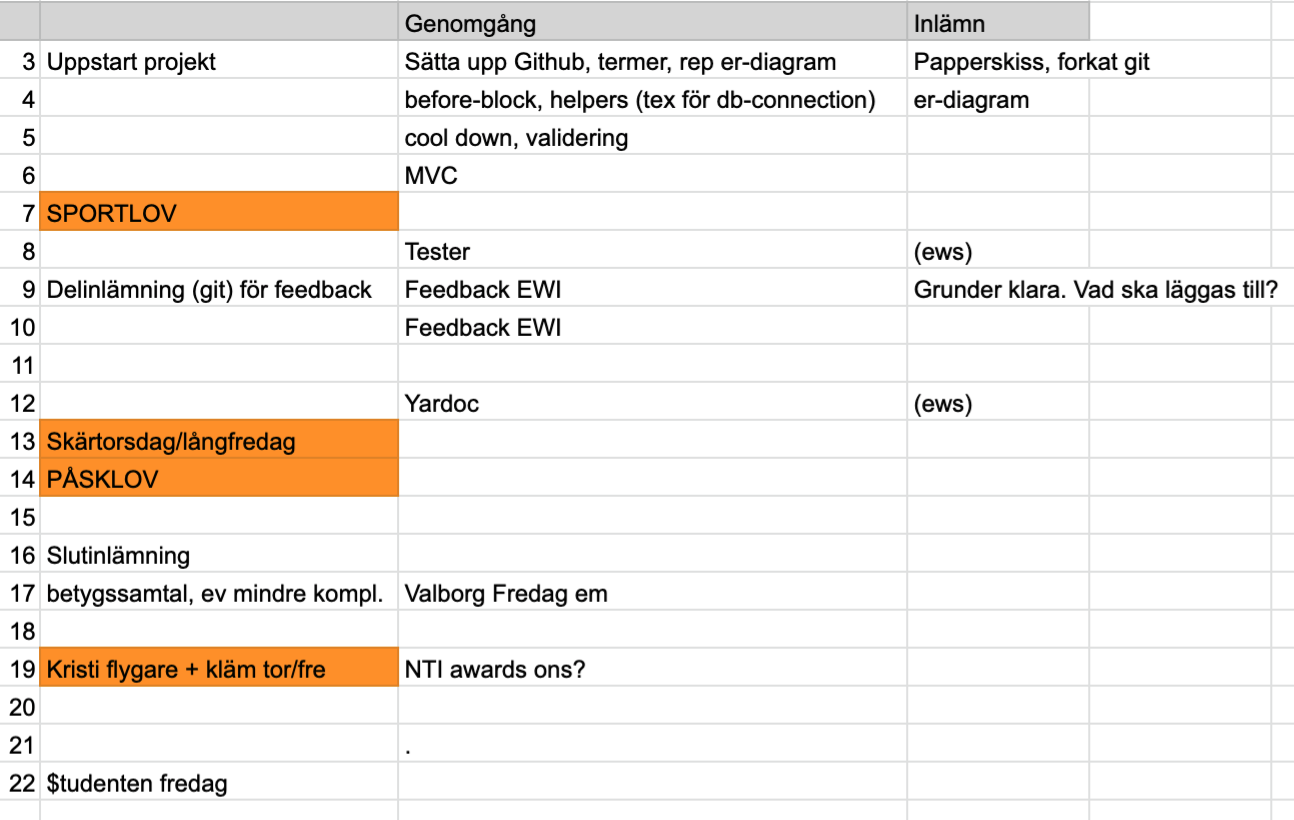 Genomgång Inlämn
3 Uppstart projekt Sätta upp Github, termer, rep er-diagram Papperskiss, forkat git
4 before-block, helpers (tex för db-connection) er-diagram
5 cool down, validering
6 MVC
7 SPORTLOV
8 Tester (ews)
9 Delinlämning (git) för feedback Feedback EWI Grunder klara. Vad ska läggas till?
10 Feedback EWI
11
12 Yardoc (ews)
13 Skärtorsdag/långfredag
14 PÅSKLOV
15
16 Slutinlämning
17 betygssamtal, ev mindre kompl. Valborg Fredag em
18
19 Kristi flygare + kläm tor/fre NTI awards ons?
20
21 .
22 $tudenten fredag